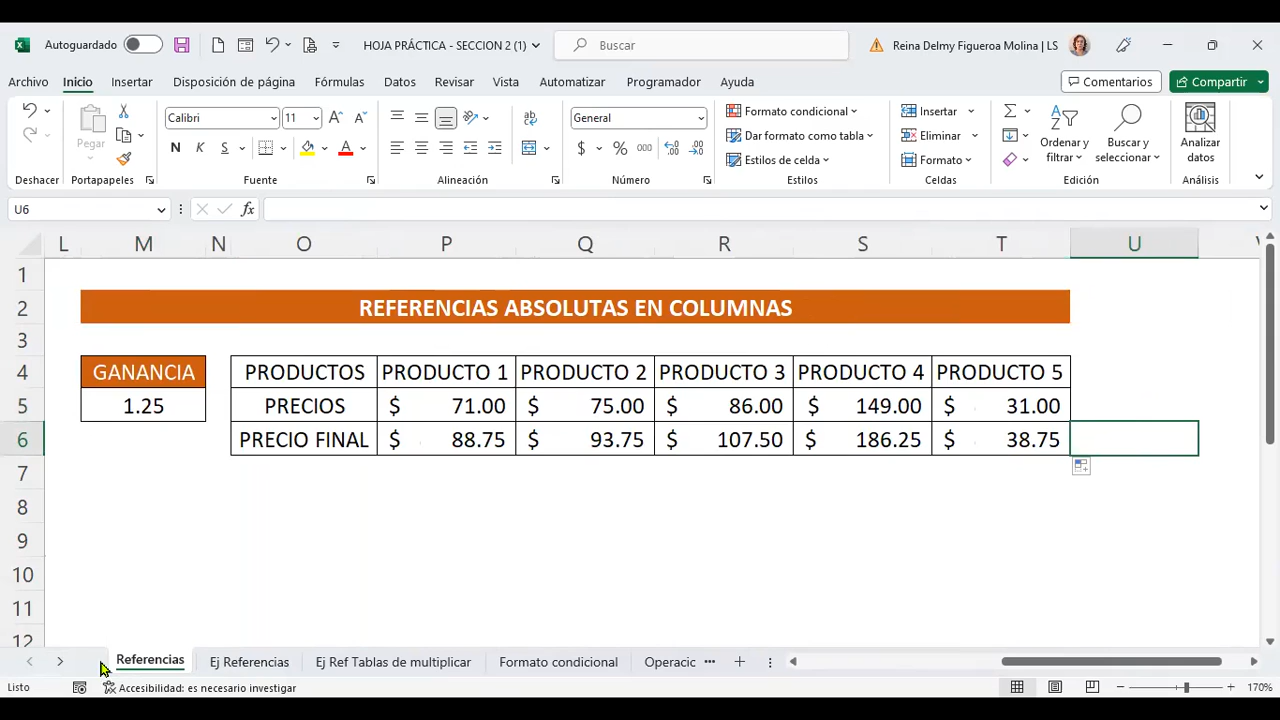 Autoguardado HOJA PRÁCTICA - SECCION 2 (1) Buscar Reina Delmy Figueroa Molina | LS
Archivo Inicio Insertar Disposición de página Fórmulas Datos Revisar Vista Automatizar Programador Ayuda Comentarios Compartir
Pegar Calibri 11 General Formato condicional Insertar Ordenar y filtrar Buscar y seleccionar Analizar datos
N K S $ % 000 Dar formato como tabla Eliminar
Estilos de celda Formato
Deshacer Portapapeles Fuente Alineación Número Estilos Celdas Edición Análisis
U6 fx
L M N O P Q R S T U
1
2 REFERENCIAS ABSOLUTAS EN COLUMNAS
3
4 GANANCIA PRODUCTOS PRODUCTO 1 PRODUCTO 2 PRODUCTO 3 PRODUCTO 4 PRODUCTO 5
5 1.25 PRECIOS $ 71.00 $ 75.00 $ 86.00 $ 149.00 $ 31.00
6 PRECIO FINAL $ 88.75 $ 93.75 $ 107.50 $ 186.25 $ 38.75
7
8
9
10
11
12
Referencias Ej Referencias Ej Ref Tablas de multiplicar Formato condicional Operacic ...
Listo Accesibilidad: es necesario investigar 170%